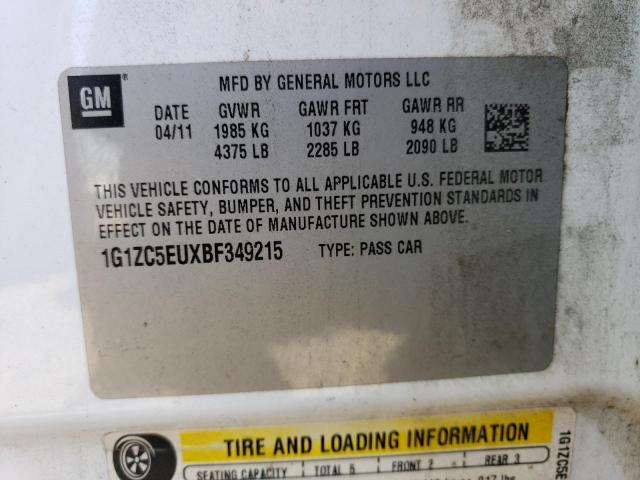 GM
MFD BY GENERAL MOTORS LLC
DATE GVWR GAWR FRT GAWR RR
04/11 1985 KG 1037 KG 948 KG
4375 LB 2285 LB 2090 LB
THIS VEHICLE CONFORMS TO ALL APPLICABLE U.S. FEDERAL MOTOR
VEHICLE SAFETY, BUMPER, AND THEFT PREVENTION STANDARDS IN
EFFECT ON THE DATE OF MANUFACTURE SHOWN ABOVE.
1G1ZC5EUXBF349215 TYPE: PASS CAR
TIRE AND LOADING INFORMATION
SEATING CAPACITY TOTAL 5 FRONT 2 REAR 3
1G1ZC5E